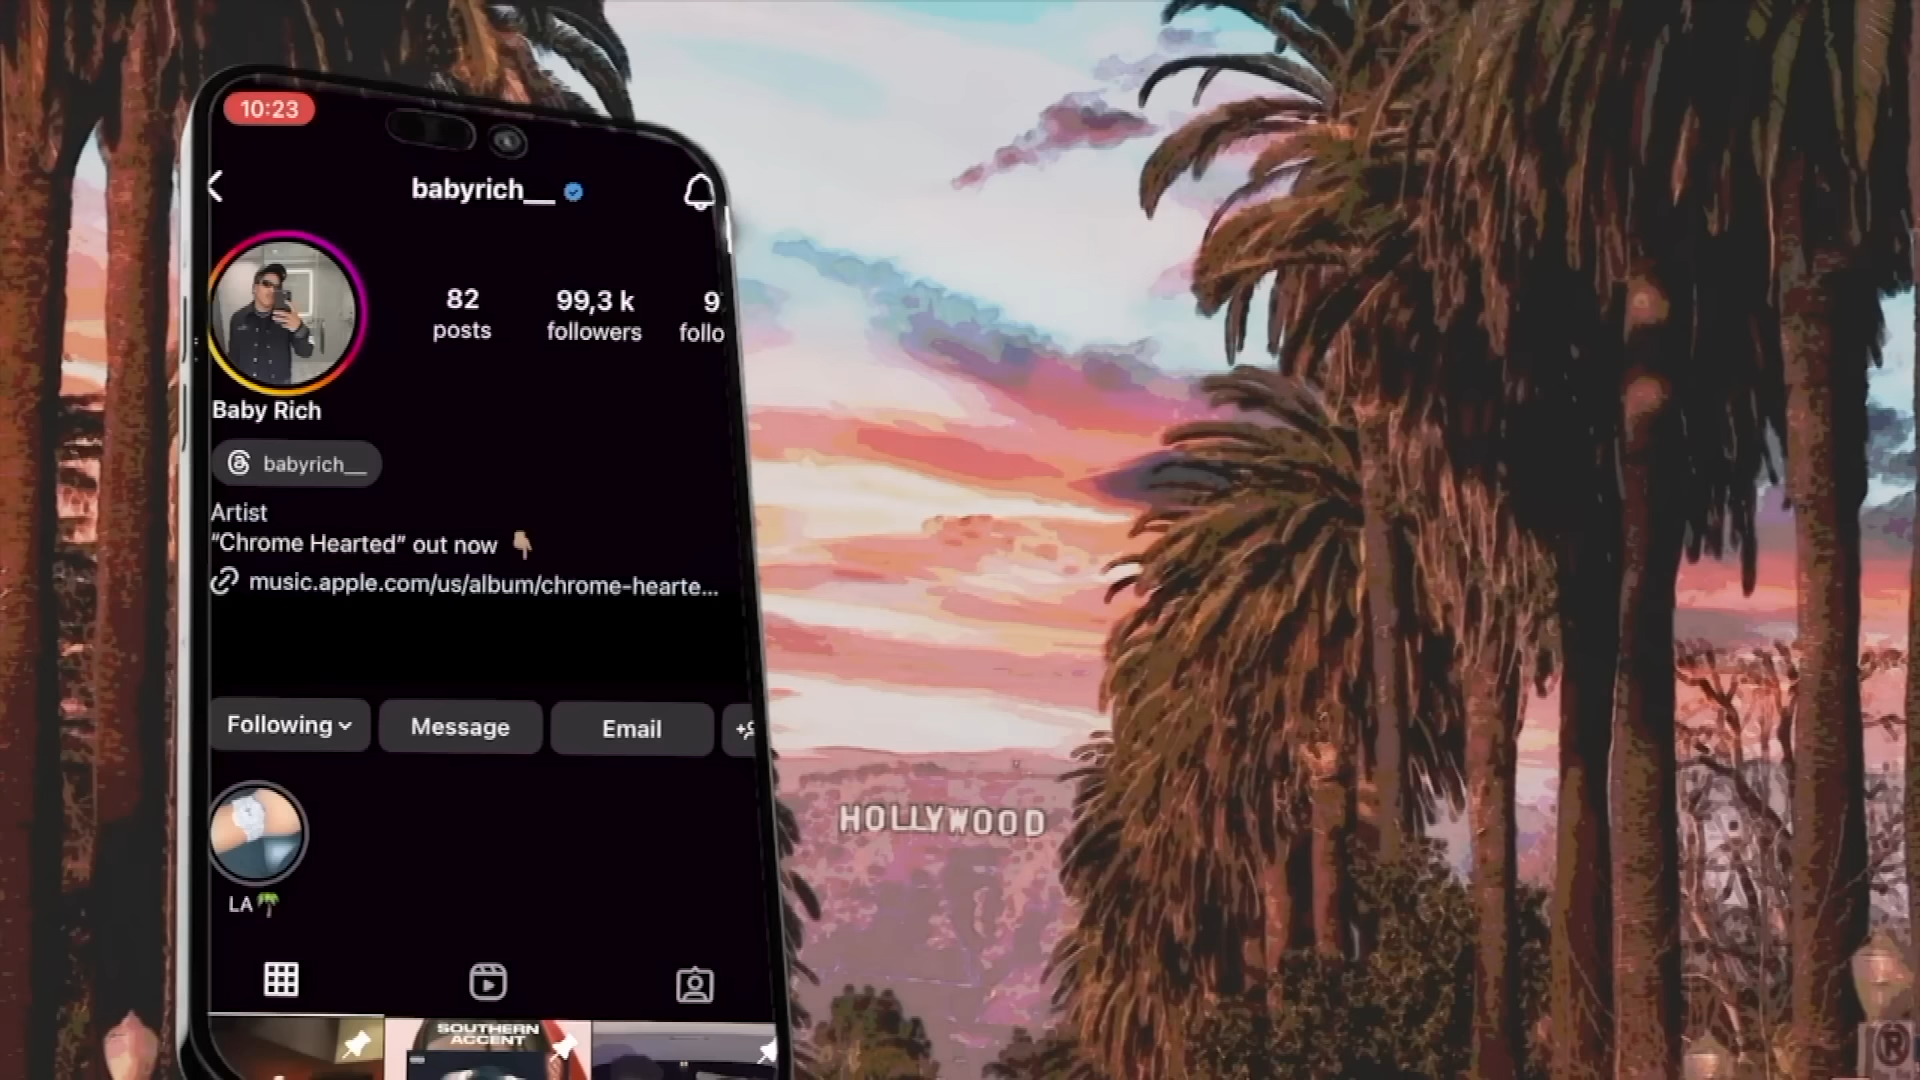 10:23
babyrich__
82
posts
99,3 k
followers
9
follo
Baby Rich
babyrich__
Artist
“Chrome Hearted” out now
music.apple.com/us/album/chrome-hearte...
Following
Message
Email
HOLLYWOOD
LA
SOUTHERN
ACCENT
®